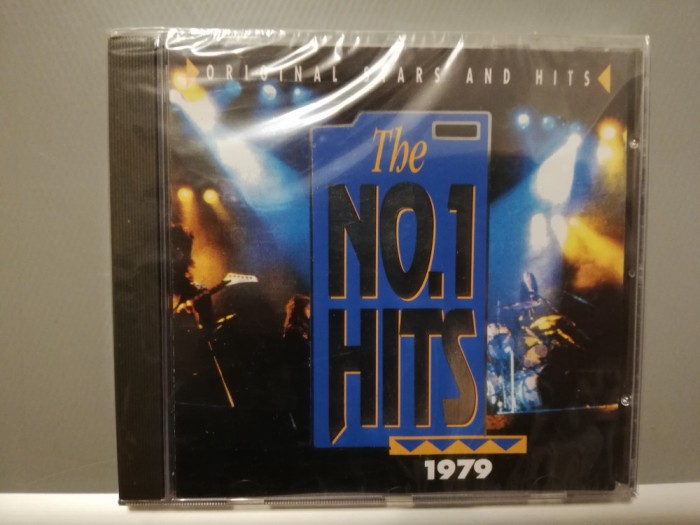 ORIGINAL STARS AND HITS
The
NO.1
HITS
1979